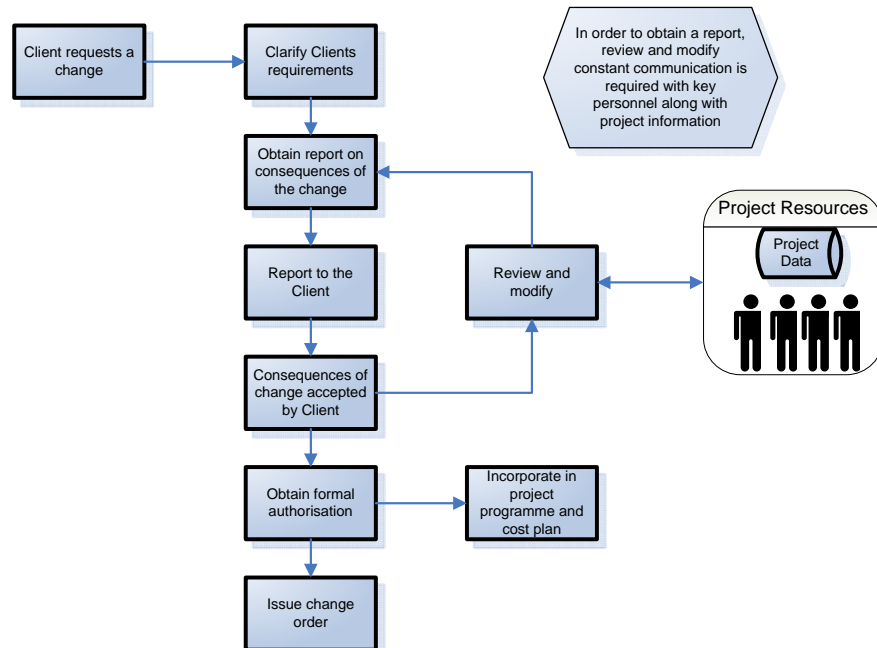 Client requests a
change
Clarify Clients
requirements
In order to obtain a report,
review and modify
constant communication is
required with key
personnel along with
project information
Obtain report on
consequences of
the change
Project Resources
Project
Data
Report to the
Client
Review and
modify
Consequences of
change accepted
by Client
Obtain formal
authorisation
Incorporate in
project
programme and
cost plan
Issue change
order